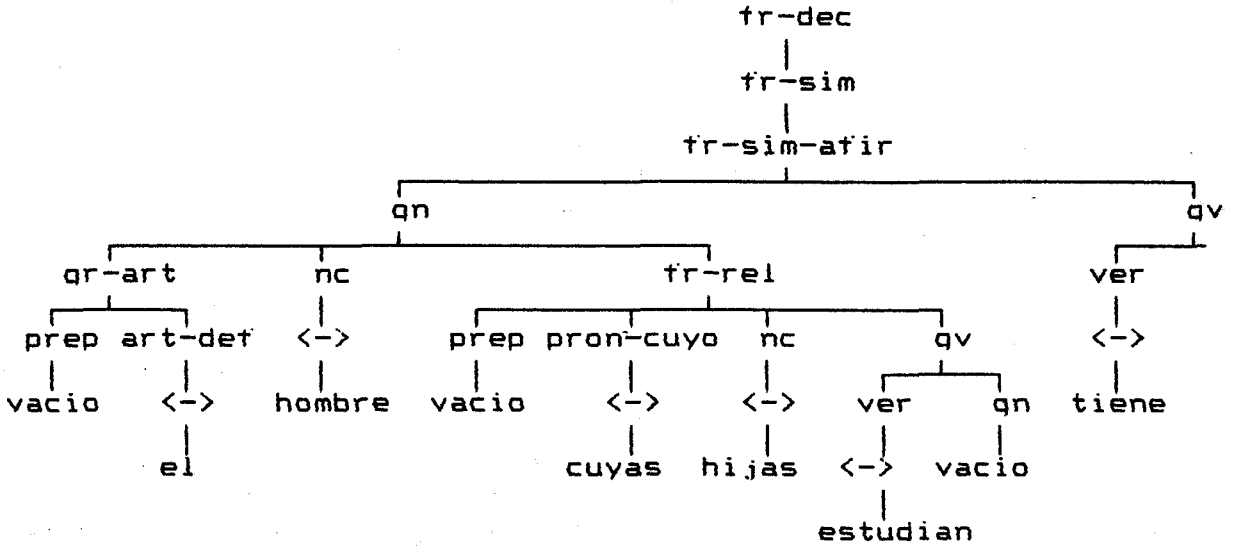 fr-dec
fr-sim
fr-sim-afir
gn gv
gr-art nc fr-rel ver
prep art-def <-> prep pron-cuyo nc gv <->
vacio <-> hombre vacio <-> <-> ver gn tiene
el cuyas hijas <-> vacio
estudian